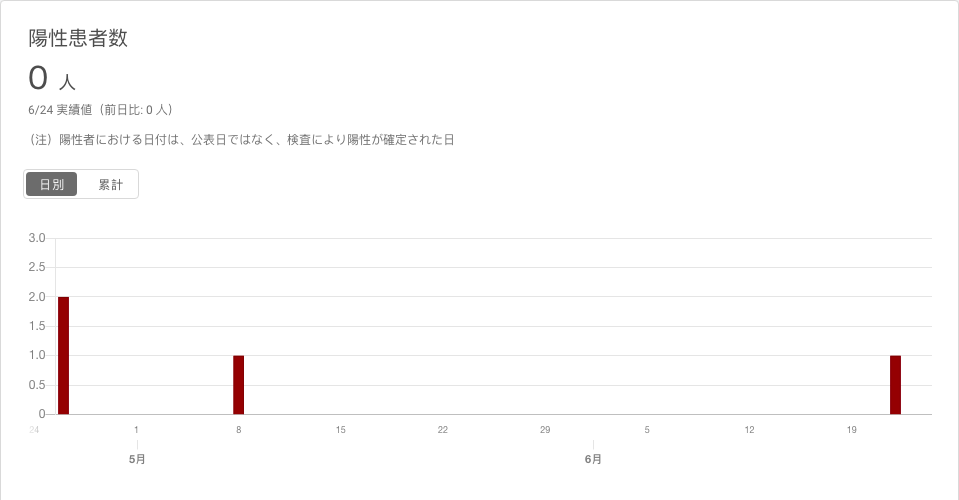 陽性患者数
0 人
6/24 実績値（前日比: 0 人）
（注）陽性者における日付は、公表日ではなく、検査により陽性が確定された日
日別 累計
3.0
2.5
2.0
1.5
1.0
0.5
0
24 1 8 15 22 29 5 12 19
5月 6月